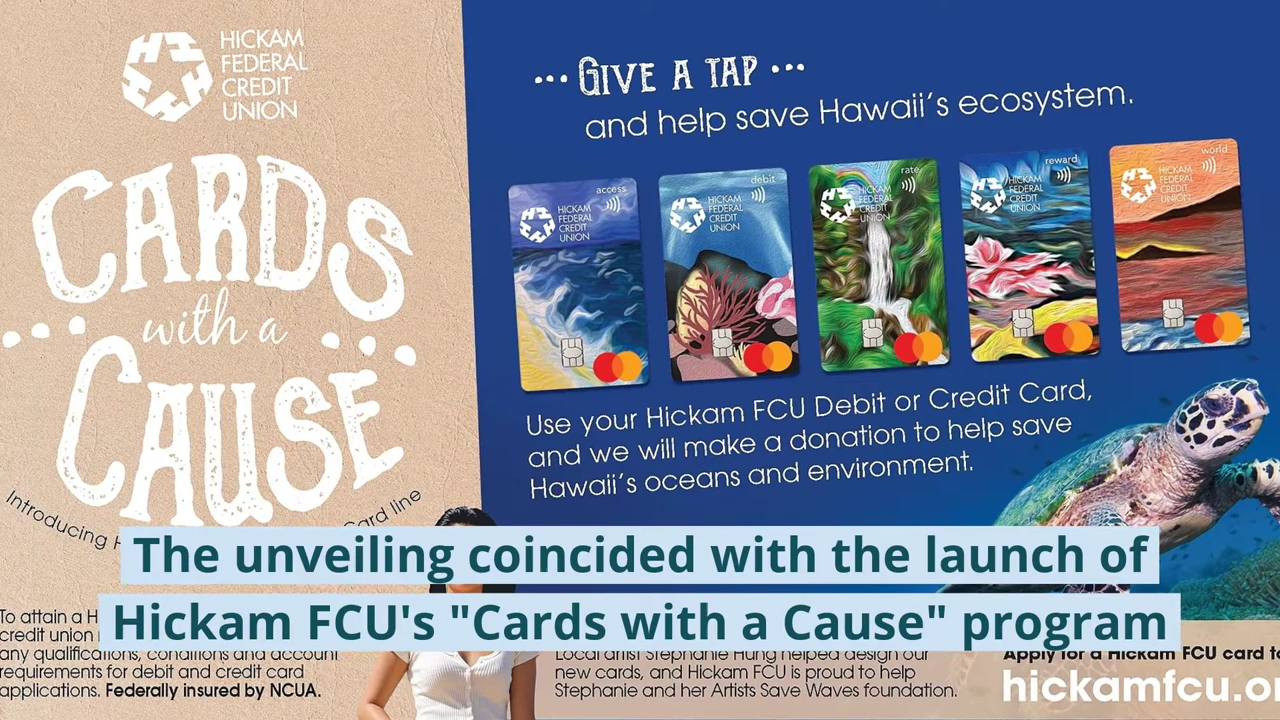 HICKAM
FEDERAL
CREDIT
UNION
CARDS
with a
CAUSE
Introducing
Card line
To attain a
credit union
any qualifications, conditions and account
requirements for debit and credit card
applications. Federally insured by NCUA.
GIVE A TAP
and help save Hawaii's ecosystem.
access
HICKAM
FEDERAL
CREDIT
UNION
debit
HICKAM
FEDERAL
CREDIT
UNION
rate
HICKAM
FEDERAL
CREDIT
UNION
reward
HICKAM
FEDERAL
CREDIT
UNION
world
HICKAM
FEDERAL
CREDIT
UNION
Use your Hickam FCU Debit or Credit Card,
and we will make a donation to help save
Hawaii's oceans and environment.
The unveiling coincided with the launch of
Hickam FCU's "Cards with a Cause" program
Local artist Stephanie Hung helped design our
new cards, and Hickam FCU is proud to help
Stephanie and her Artists Save Waves foundation.
Apply for a Hickam FCU card
hickamfcu.or